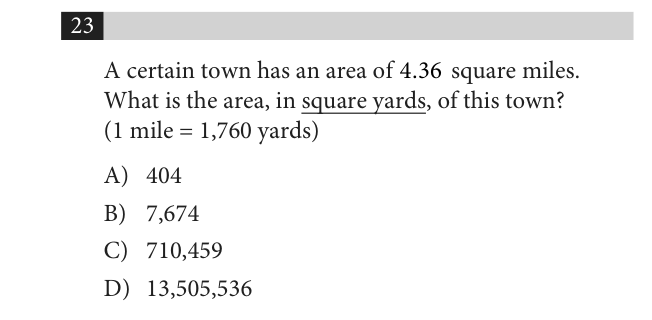 23
A certain town has an area of 4.36 square miles.
What is the area, in square yards, of this town?
(1 mile = 1,760 yards)
A) 404
B) 7,674
C) 710,459
D) 13,505,536